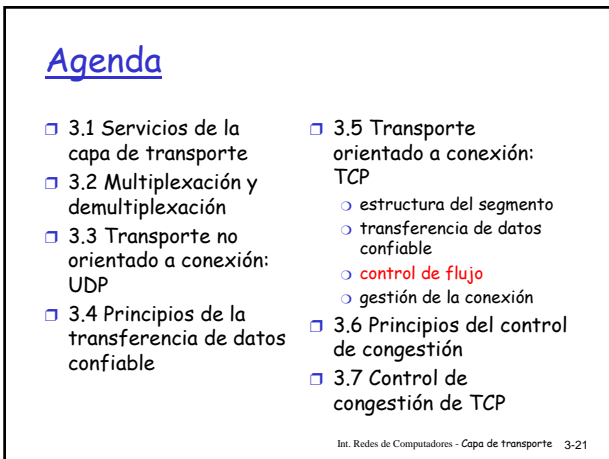 Agenda
3.1 Servicios de la
capa de transporte
3.2 Multiplexación y
demultiplexación
3.3 Transporte no
orientado a conexión:
UDP
3.4 Principios de la
transferencia de datos
confiable
3.5 Transporte
orientado a conexión:
TCP
estructura del segmento
transferencia de datos
confiable
control de flujo
gestión de la conexión
3.6 Principios del control
de congestión
3.7 Control de
congestión de TCP
Int. Redes de Computadores - Capa de transporte 3-21